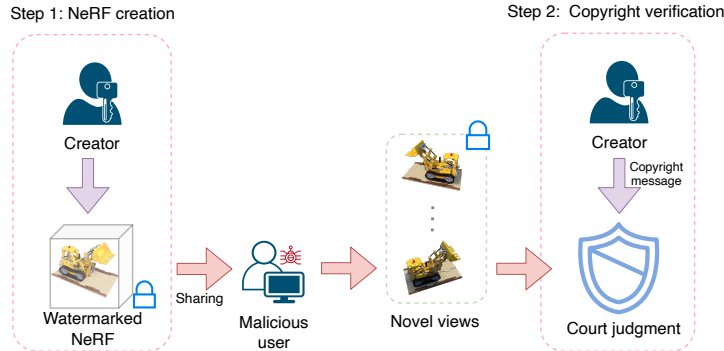 Step 1: NeRF creation
Step 2: Copyright verification
Creator
Creator
Copyright
message
Sharing
Watermarked
NeRF
Malicious
user
Novel views
Court judgment